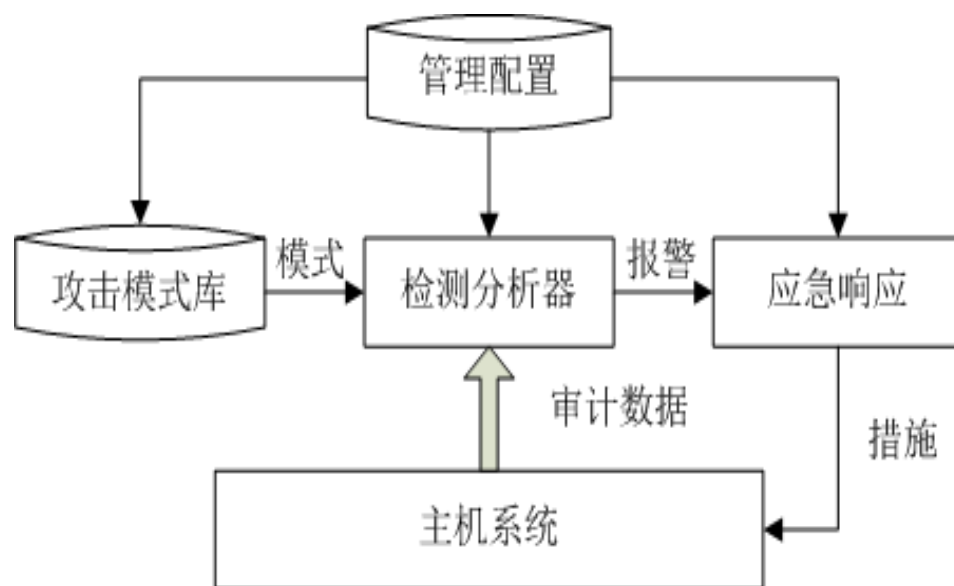 管理配置
攻击模式库
模式
检测分析器
报警
应急响应
审计数据
措施
主机系统